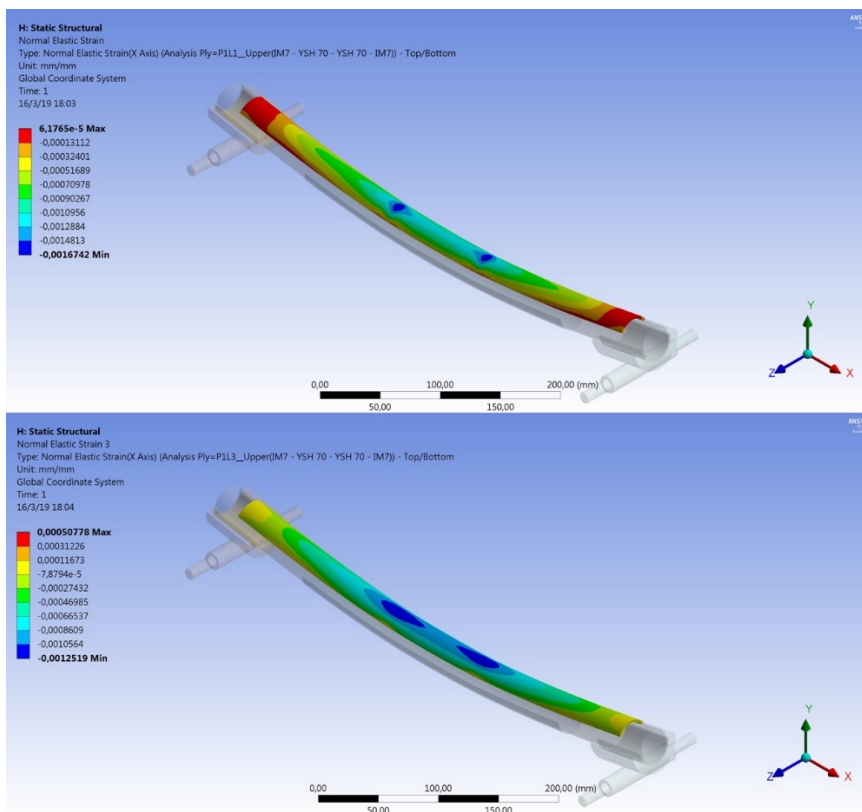 H: Static Structural
Normal Elastic Strain
Type: Normal Elastic Strain(X Axis) (Analysis Ply=P1L1__Upper(IM7 - YSH 70 - YSH 70 - IM7)) - Top/Bottom
Unit: mm/mm
Global Coordinate System
Time: 1
16/3/19 18:03
6,1765e-5 Max
-0,00013112
-0,00032401
-0,00051689
-0,00070978
-0,00090267
-0,0010956
-0,0012884
-0,0014813
-0,0016742 Min
ANSY
Y
Z
X
0,00 100,00 200,00 (mm)
50,00 150,00
H: Static Structural
Normal Elastic Strain 3
Type: Normal Elastic Strain(X Axis) (Analysis Ply=P1L3__Upper(IM7 - YSH 70 - YSH 70 - IM7)) - Top/Bottom
Unit: mm/mm
Global Coordinate System
Time: 1
16/3/19 18:04
0,00050778 Max
0,00031226
0,00011673
-7,8794e-5
-0,00027432
-0,00046985
-0,00066537
-0,0008609
-0,0010564
-0,0012519 Min
ANSY
Y
Z
X
0,00 100,00 200,00 (mm)
50,00 150,00